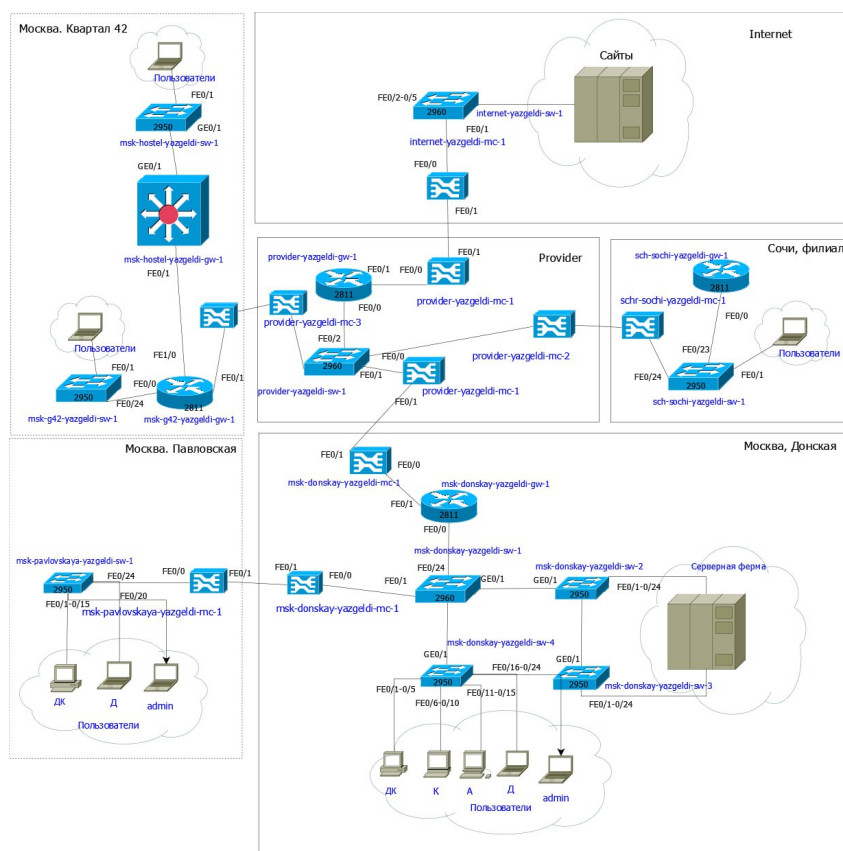 Москва. Квартал 42
Пользователи
FE0/1
2950
GE0/1
msk-hostel-yazgeldi-sw-1
GE0/1
msk-hostel-yazgeldi-gw-1
FE0/1
Пользователи
FE0/1
2950
FE0/24
msk-g42-yazgeldi-sw-1
FE1/0
FE0/0
FE0/1
2811
msk-g42-yazgeldi-gw-1
Internet
Сайты
FE0/2-0/5
2960
internet-yazgeldi-sw-1
FE0/1
internet-yazgeldi-mc-1
FE0/0
FE0/1
Provider
provider-yazgeldi-gw-1
FE0/1
FE0/1
FE0/0
2811
provider-yazgeldi-mc-1
FE0/0
provider-yazgeldi-mc-3
FE0/2
2960
FE0/0
FE0/1
provider-yazgeldi-mc-2
provider-yazgeldi-sw-1
provider-yazgeldi-mc-1
FE0/1
Сочи, филиал
sch-sochi-yazgeldi-gw-1
2811
schr-sochi-yazgeldi-mc-1
FE0/0
FE0/23
Пользователи
FE0/24
2950
FE0/1
sch-sochi-yazgeldi-sw-1
Москва. Павловская
msk-pavlovskaya-yazgeldi-sw-1
2950
FE0/24
FE0/0
FE0/1
FE0/20
FE0/1-0/15
msk-pavlovskaya-yazgeldi-mc-1
ДК
Д
admin
Пользователи
Москва, Донская
FE0/1
FE0/0
msk-donskay-yazgeldi-mc-1
msk-donskay-yazgeldi-gw-1
FE0/1
2811
FE0/0
msk-donskay-yazgeldi-sw-1
FE0/24
FE0/1
FE0/0
FE0/1
2960
GE0/1
msk-donskay-yazgeldi-mc-1
msk-donskay-yazgeldi-sw-2
GE0/1
FE0/1-0/24
2950
Серверная ферма
msk-donskay-yazgeldi-sw-4
GE0/1
2950
FE0/16-0/24
GE0/1
2950
msk-donskay-yazgeldi-sw-3
FE0/1-0/24
FE0/1-0/5
FE0/6-0/10
FE0/11-0/15
ДК
К
А
Д
admin
Пользователи